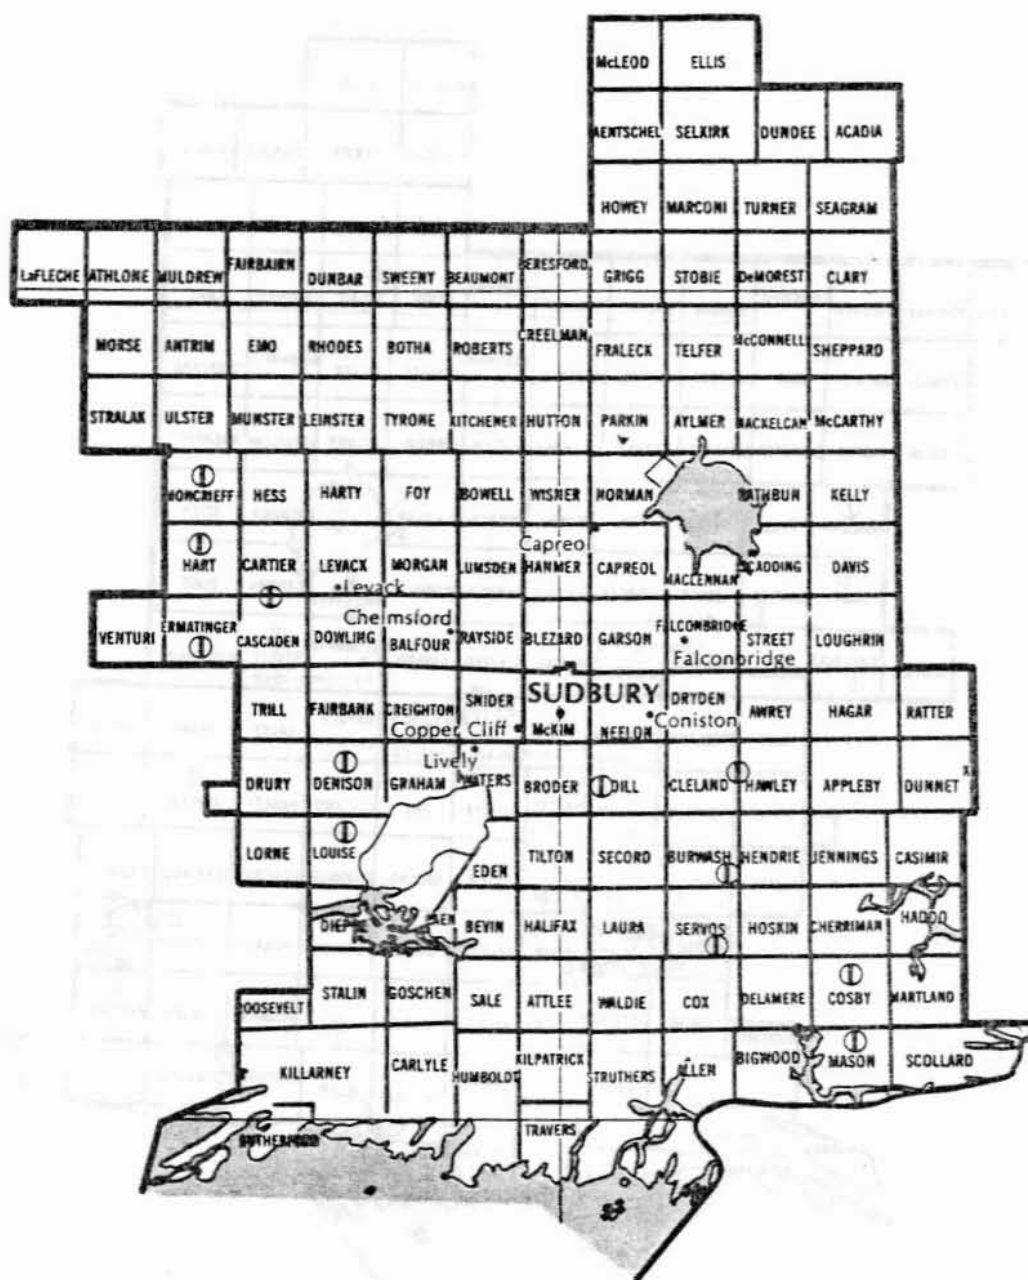 McLEOD ELLIS
AENTSCHEL SELKIRK DUNDEE ACADIA
HOWEY MARCONI TURNER SEAGRAM
LaFLECHE ATHLONE MULDREW FAIRBAIRN DUNBAR SWEENY BEAUMONT BERESFORD GRIGG STOBIE DeMOREST CLARY
MORSE ANTRIM EMO RHODES BOTHA ROBERTS CREELMAN FRALECK TELFER McCONNELL SHEPPARD
STRALAK ULSTER MUNSTER LEINSTER TYRONE KITCHENER HUTTON PARKIN AYLMER MACKELCAN McCARTHY
MONCRIEFF HESS HARTY FOY BOWELL WISNER NORMAN RATHBUN KELLY
Capreol
HART CARTIER LEVACK MORGAN LUMSDEN HANMER CAPREOL MACLENNAN SCADDING DAVIS
Levack
Chelmsford
VENTURI ERMATINGER CASCADEN DOWLING BALFOUR RAYSIDE BLEZARD GARSON FALCONBRIDGE STREET LOUGHRIN
Falconbridge
SUDBURY
TRILL FAIRBANK CREIGHTON SNIDER McKIM NEELON DRYDEN AWREY HAGAR RATTER
Copper Cliff Coniston
Lively
DRURY DENISON GRAHAM WATERS BRODER DILL CLELAND HAWLEY APPLEBY DUNNET x
LORNE LOUISE EDEN TILTON SECORD BURWASH HENDRIE JENNINGS CASIMIR
BEVIN HALIFAX LAURA SERVOS HOSKIN CHERRIMAN HADDO
ROOSEVELT STALIN GOSCHEN SALE ATTLEE WALDIE COX DELAMERE COSBY MARTLAND
KILLARNEY CARLYLE HUMBOLDT KILPATRICK STRUTHERS ALLEN BIGWOOD MASON SCOLLARD
RUTHERFORD TRAVERS